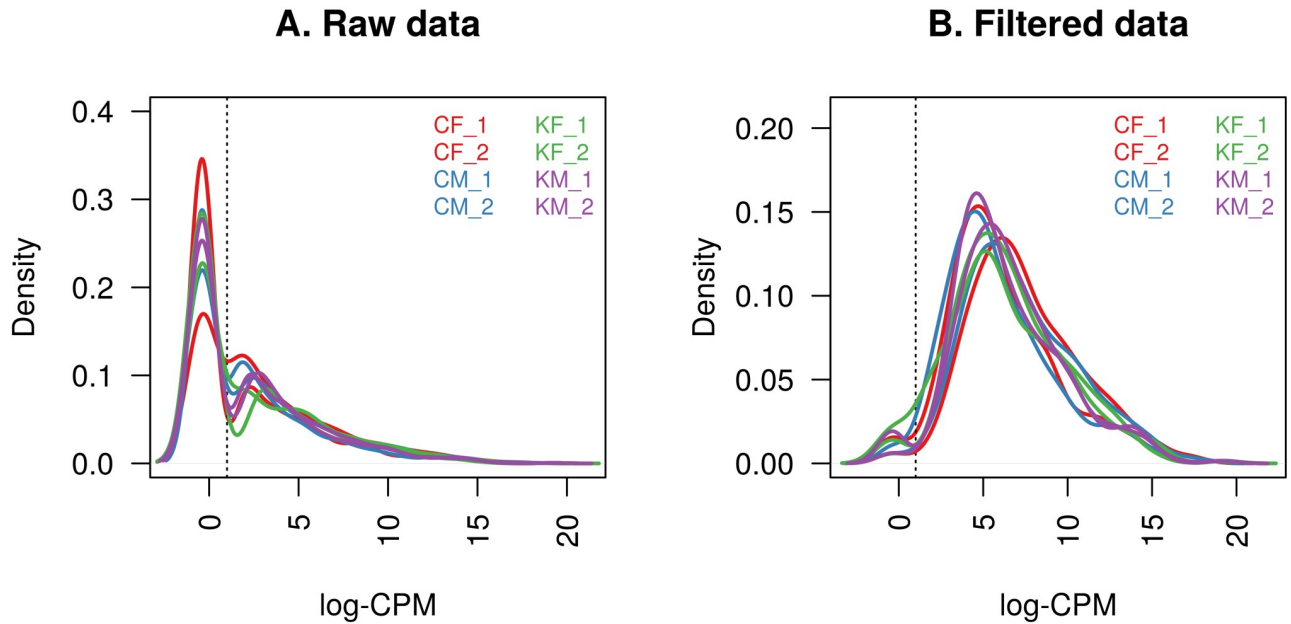 A. Raw data
Density
0.4
0.3
0.2
0.1
0.0
CF_1 KF_1
CF_2 KF_2
CM_1 KM_1
CM_2 KM_2
0 5 10 15 20
log-CPM
B. Filtered data
Density
0.20
0.15
0.10
0.05
0.00
CF_1 KF_1
CF_2 KF_2
CM_1 KM_1
CM_2 KM_2
0 5 10 15 20
log-CPM